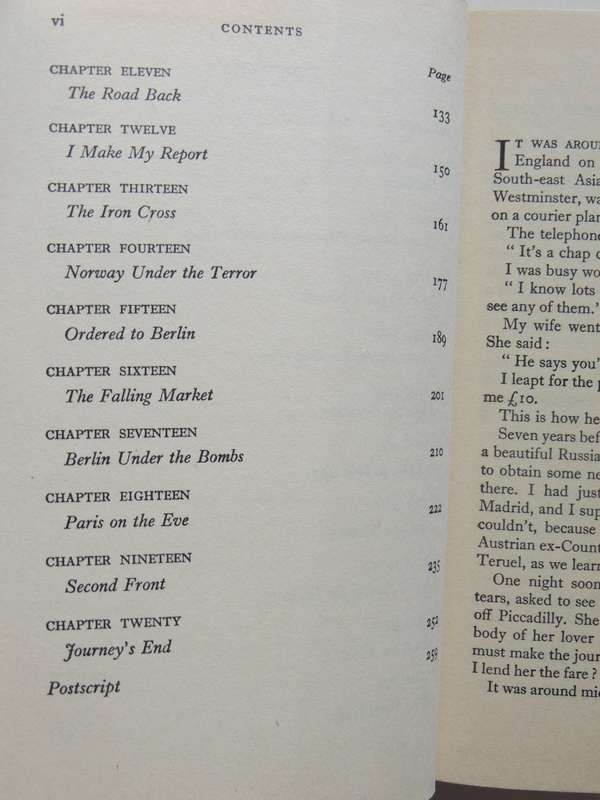 vi
CONTENTS
Page
CHAPTER ELEVEN
The Road Back 133
CHAPTER TWELVE
I Make My Report 150
CHAPTER THIRTEEN
The Iron Cross 161
CHAPTER FOURTEEN
Norway Under the Terror 177
CHAPTER FIFTEEN
Ordered to Berlin 189
CHAPTER SIXTEEN
The Falling Market 201
CHAPTER SEVENTEEN
Berlin Under the Bombs 210
CHAPTER EIGHTEEN
Paris on the Eve 222
CHAPTER NINETEEN
Second Front 235
CHAPTER TWENTY
Journey's End 252
Postscript 259
IT WAS AROU
England on
South-east Asia
Westminster, wa
on a courier plan
The telephone
“ It's a chap
I was busy wo
“ I know lots
see any of them.'
My wife went
She said :
“ He says you'
I leapt for the p
me £10.
This is how he
Seven years bef
a beautiful Russia
to obtain some ne
there. I had just
Madrid, and I sup
couldn't, because
Austrian ex-Count
Teruel, as we learn
One night soon
tears, asked to see
off Piccadilly. She
body of her lover
must make the jour
I lend her the fare ?
It was around mid